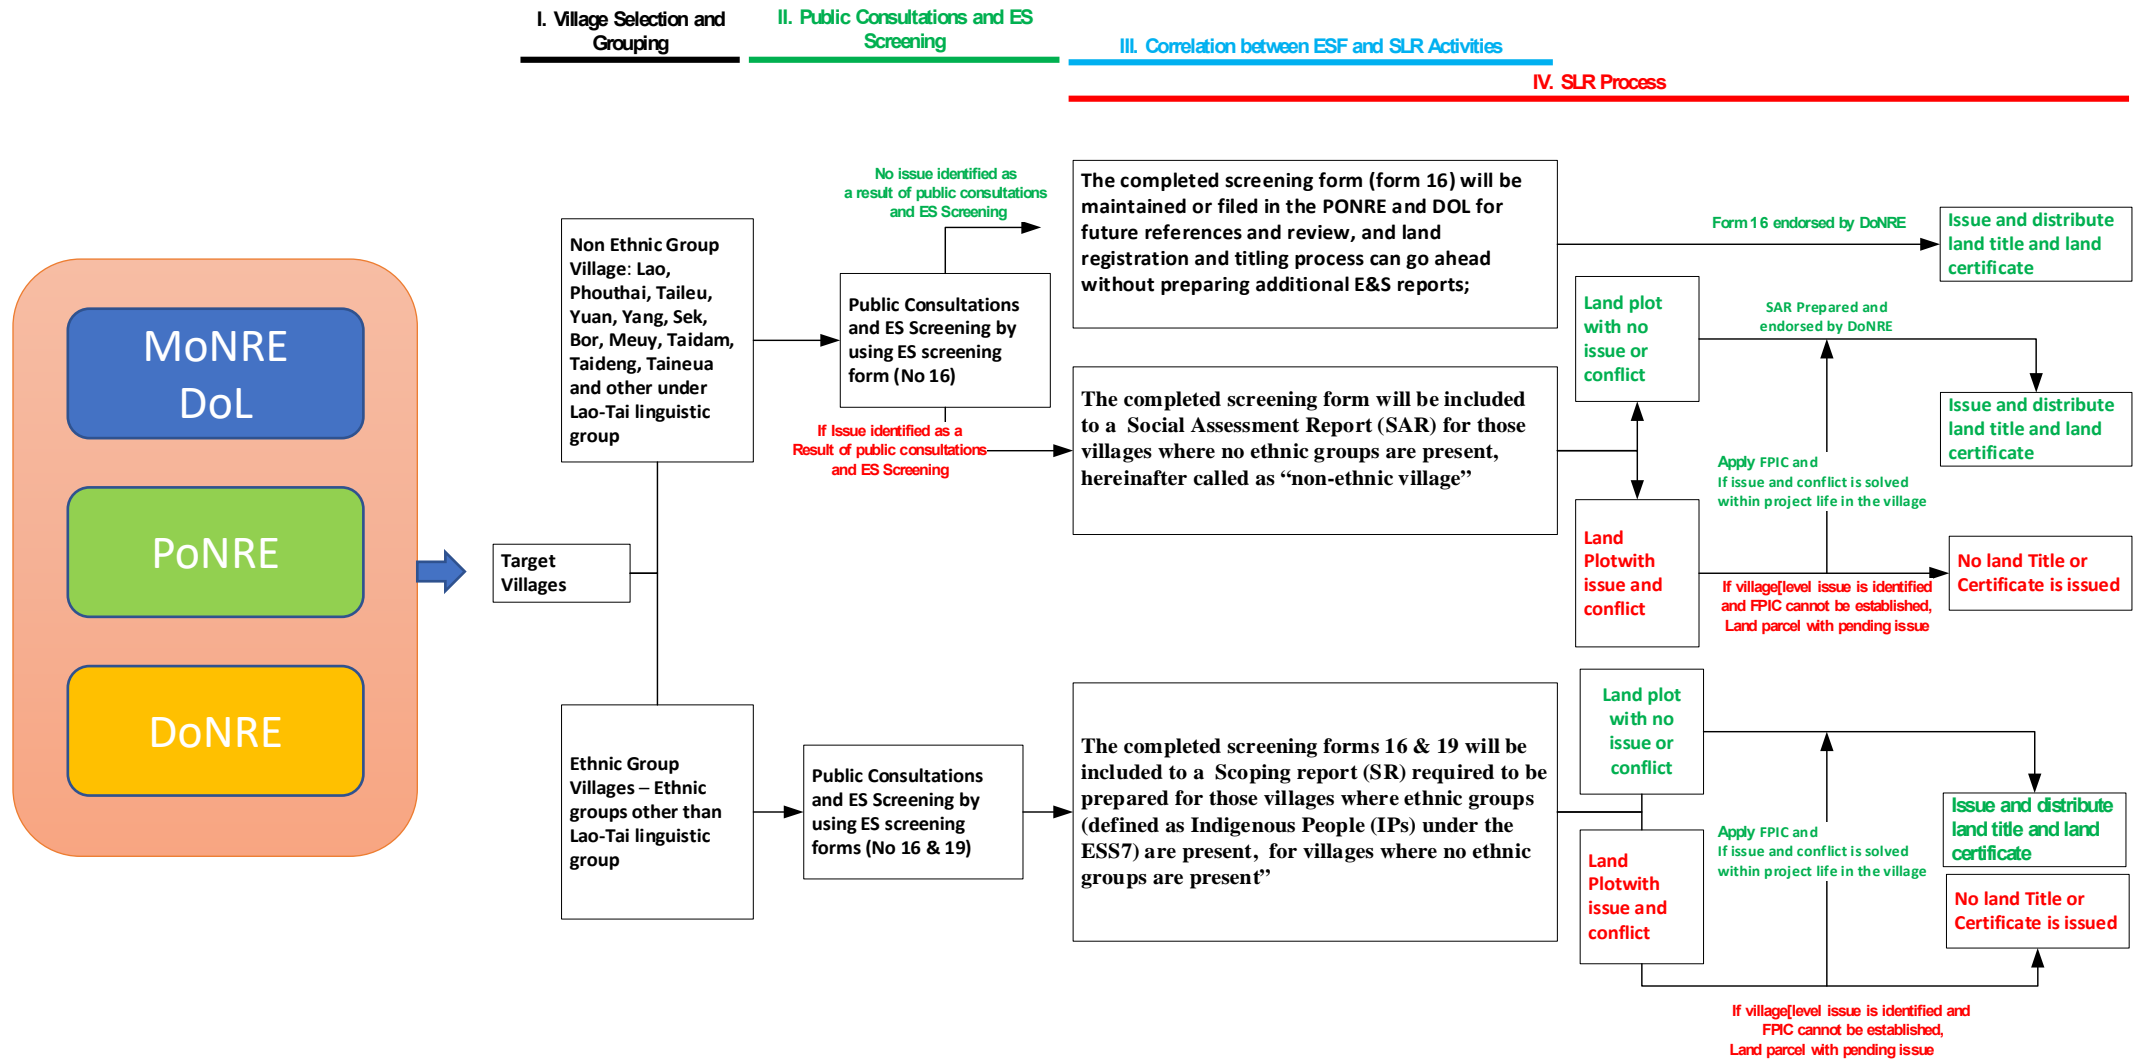 I. Village Selection and
Grouping
II. Public Consultations and ES
Screening
III. Correlation between ESF and SLR Activities
IV. SLR Process
MoNRE
DoL
PoNRE
DoNRE
Target
Villages
Non Ethnic Group
Village: Lao,
Phouthai, Taileu,
Yuan, Yang, Sek,
Bor, Meuy, Taidam,
Taideng, Taineua
and other under
Lao-Tai linguistic
group
No issue identified as
a result of public consultations
and ES Screening
Public Consultations
and ES Screening by
using ES screening
form (No 16)
If Issue identified as a
Result of public consultations
and ES Screening
The completed screening form (form 16) will be
maintained or filed in the PONRE and DOL for
future references and review, and land
registration and titling process can go ahead
without preparing additional E&S reports;
Form 16 endorsed by DoNRE
Issue and distribute
land title and land
certificate
The completed screening form will be included
to a Social Assessment Report (SAR) for those
villages where no ethnic groups are present,
hereinafter called as “non-ethnic village”
Land plot
with no
issue or
conflict
SAR Prepared and
endorsed by DoNRE
Issue and distribute
land title and land
certificate
Apply FPIC and
If issue and conflict is solved
within project life in the village
Land
Plotwith
issue and
conflict
If village[level issue is identified
and FPIC cannot be established,
Land parcel with pending issue
No land Title or
Certificate is issued
Ethnic Group
Villages – Ethnic
groups other than
Lao-Tai linguistic
group
Public Consultations
and ES Screening by
using ES screening
forms (No 16 & 19)
The completed screening forms 16 & 19 will be
included to a Scoping report (SR) required to be
prepared for those villages where ethnic groups
(defined as Indigenous People (IPs) under the
ESS7) are present, for villages where no ethnic
groups are present”
Land plot
with no
issue or
conflict
Land
Plotwith
issue and
conflict
Apply FPIC and
If issue and conflict is solved
within project life in the village
Issue and distribute
land title and land
certificate
No land Title or
Certificate is issued
If village[level issue is identified and
FPIC cannot be established,
Land parcel with pending issue